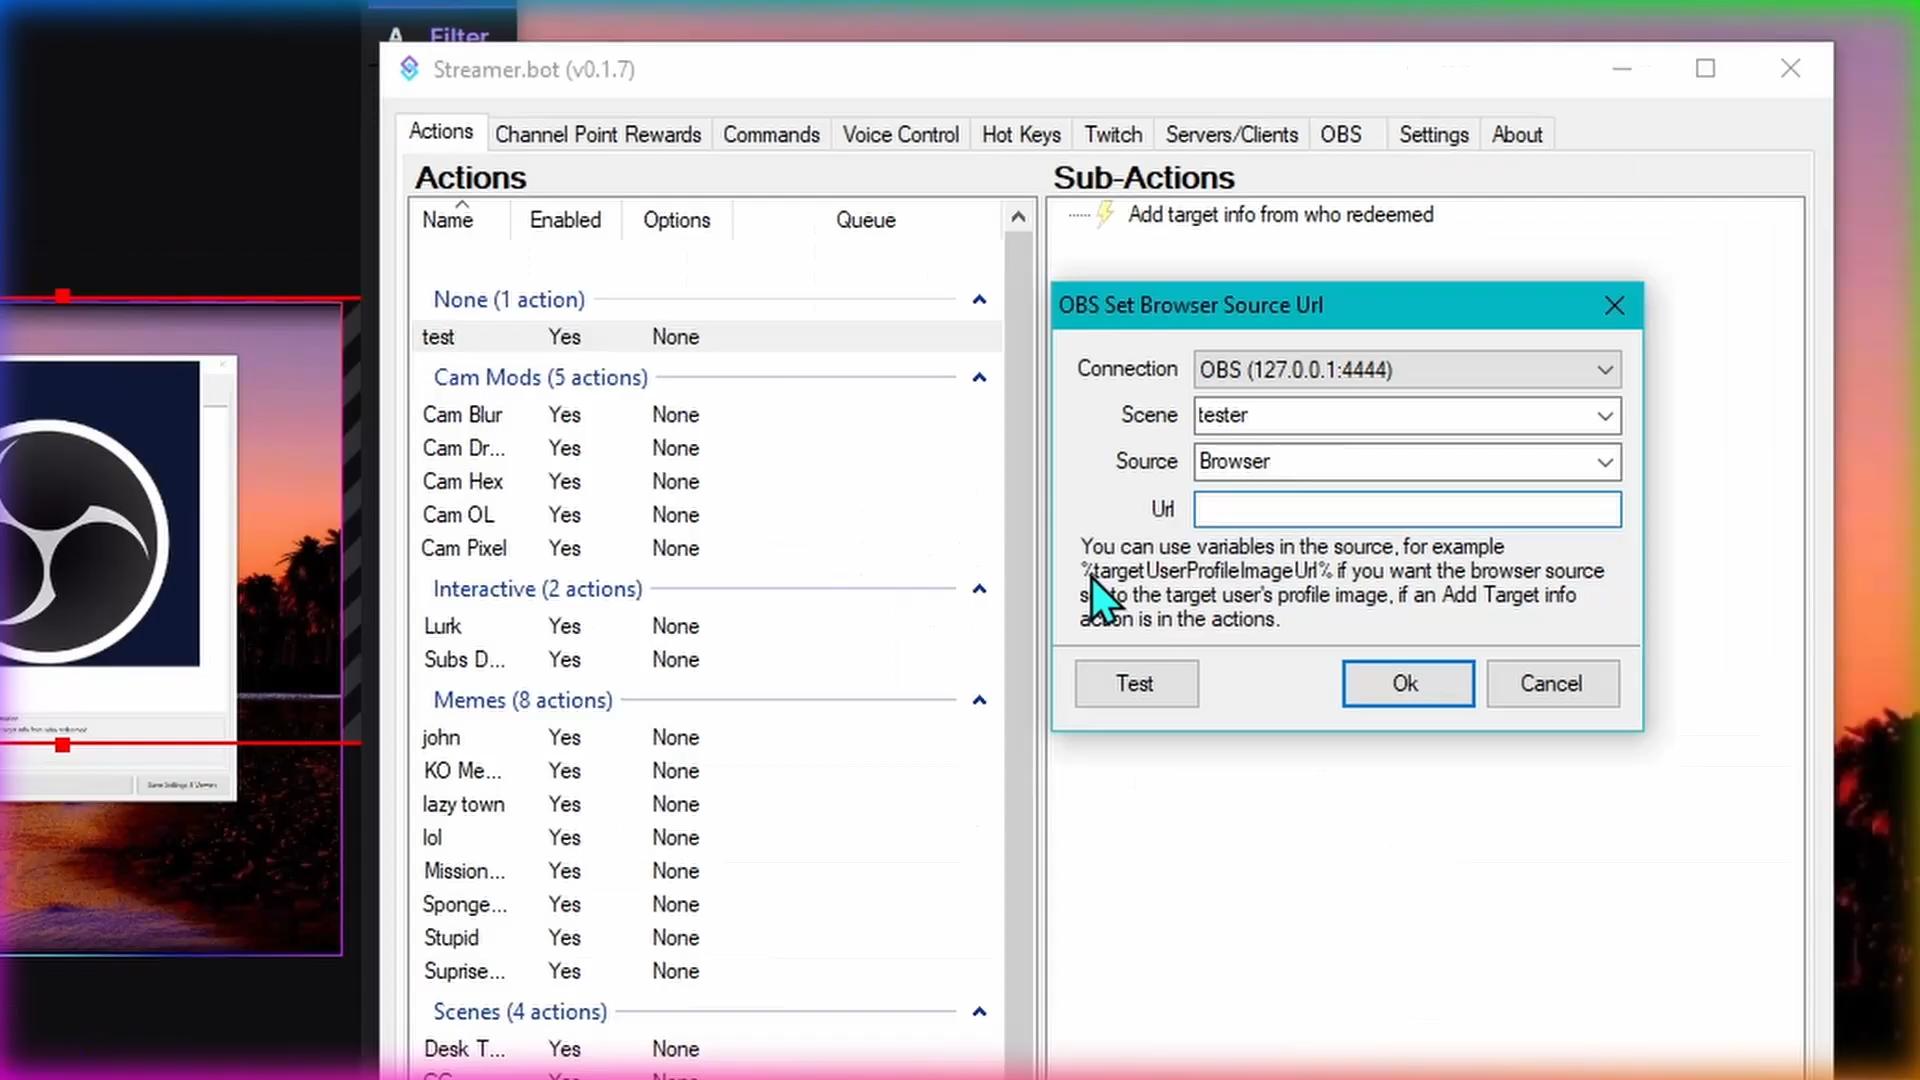 Filter
Streamer.bot (v0.1.7)
Actions Channel Point Rewards Commands Voice Control Hot Keys Twitch Servers/Clients OBS Settings About
Actions
Name Enabled Options Queue
None (1 action)
test Yes None
Cam Mods (5 actions)
Cam Blur Yes None
Cam Dr... Yes None
Cam Hex Yes None
Cam OL Yes None
Cam Pixel Yes None
Interactive (2 actions)
Lurk Yes None
Subs D... Yes None
Memes (8 actions)
john Yes None
KO Me... Yes None
lazy town Yes None
lol Yes None
Mission... Yes None
Sponge... Yes None
Stupid Yes None
Suprise... Yes None
Scenes (4 actions)
Desk T... Yes None
Sub-Actions
Add target info from who redeemed
OBS Set Browser Source Url
Connection OBS (127.0.0.1:4444)
Scene tester
Source Browser
Url
You can use variables in the source, for example
%targetUserProfileImageUrl% if you want the browser source
to the target user's profile image, if an Add Target info
action is in the actions.
Test Ok Cancel